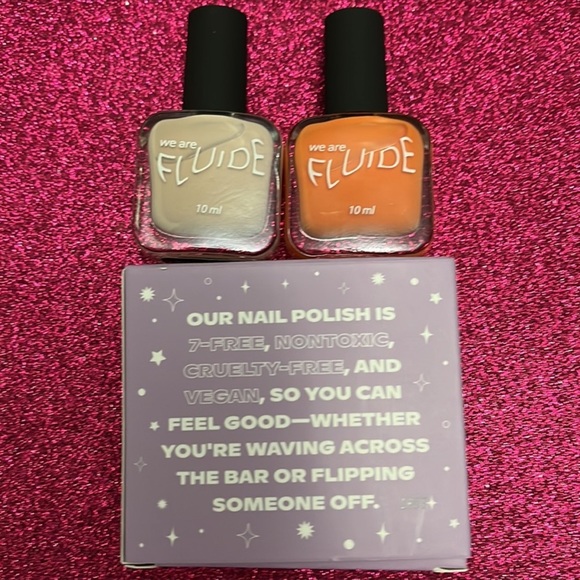 we are
FLUIDE
10 ml
we are
FLUIDE
10 ml
OUR NAIL POLISH IS
7-FREE, NONTOXIC,
CRUELTY-FREE, AND
VEGAN, SO YOU CAN
FEEL GOOD—WHETHER
YOU'RE WAVING ACROSS
THE BAR OR FLIPPING
SOMEONE OFF.